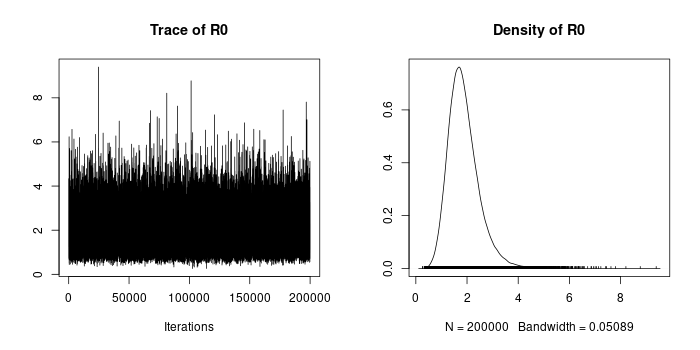 Trace of R0
8
6
4
2
0
0 50000 100000 150000 200000
Iterations
Density of R0
0.6
0.4
0.2
0.0
0 2 4 6 8
N = 200000 Bandwidth = 0.05089